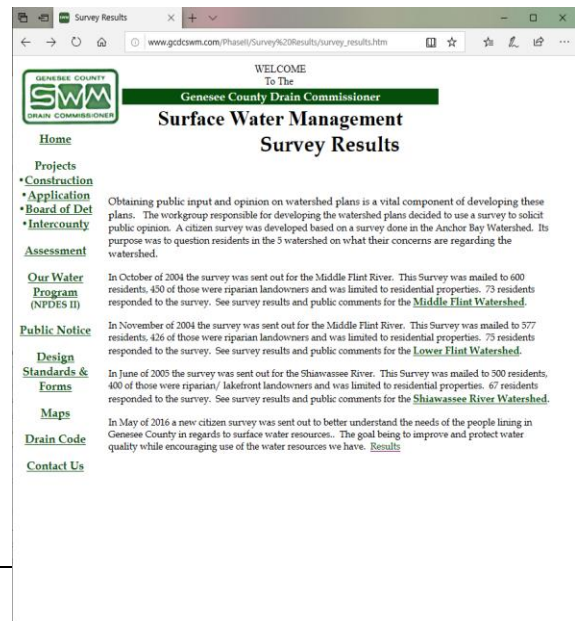 Survey Results
www.gcdcswm.com/PhaseII/Survey%20Results/survey_results.htm
GENESEE COUNTY
SWM
DRAIN COMMISSIONER
WELCOME
To The
Genesee County Drain Commissioner
Surface Water Management
Survey Results
Home
Projects
•Construction
•Application
•Board of Det
•Intercounty
Assessment
Our Water
Program
(NPDES II)
Public Notice
Design
Standards &
Forms
Maps
Drain Code
Contact Us
Obtaining public input and opinion on watershed plans is a vital component of developing these
plans. The workgroup responsible for developing the watershed plans decided to use a survey to solicit
public opinion. A citizen survey was developed based on a survey done in the Anchor Bay Watershed. Its
purpose was to question residents in the 5 watershed on what their concerns are regarding the
watershed.
In October of 2004 the survey was sent out for the Middle Flint River. This Survey was mailed to 600
residents, 450 of those were riparian landowners and was limited to residential properties. 73 residents
responded to the survey. See survey results and public comments for the Middle Flint Watershed.
In November of 2004 the survey was sent out for the Middle Flint River. This Survey was mailed to 577
residents, 426 of those were riparian landowners and was limited to residential properties. 75 residents
responded to the survey. See survey results and public comments for the Lower Flint Watershed.
In June of 2005 the survey was sent out for the Shiawassee River. This Survey was mailed to 500 residents,
400 of those were riparian/ lakefront landowners and was limited to residential properties. 67 residents
responded to the survey. See survey results and public comments for the Shiawassee River Watershed.
In May of 2016 a new citizen survey was sent out to better understand the needs of the people lining in
Genesee County in regards to surface water resources.. The goal being to improve and protect water
quality while encouraging use of the water resources we have. Results